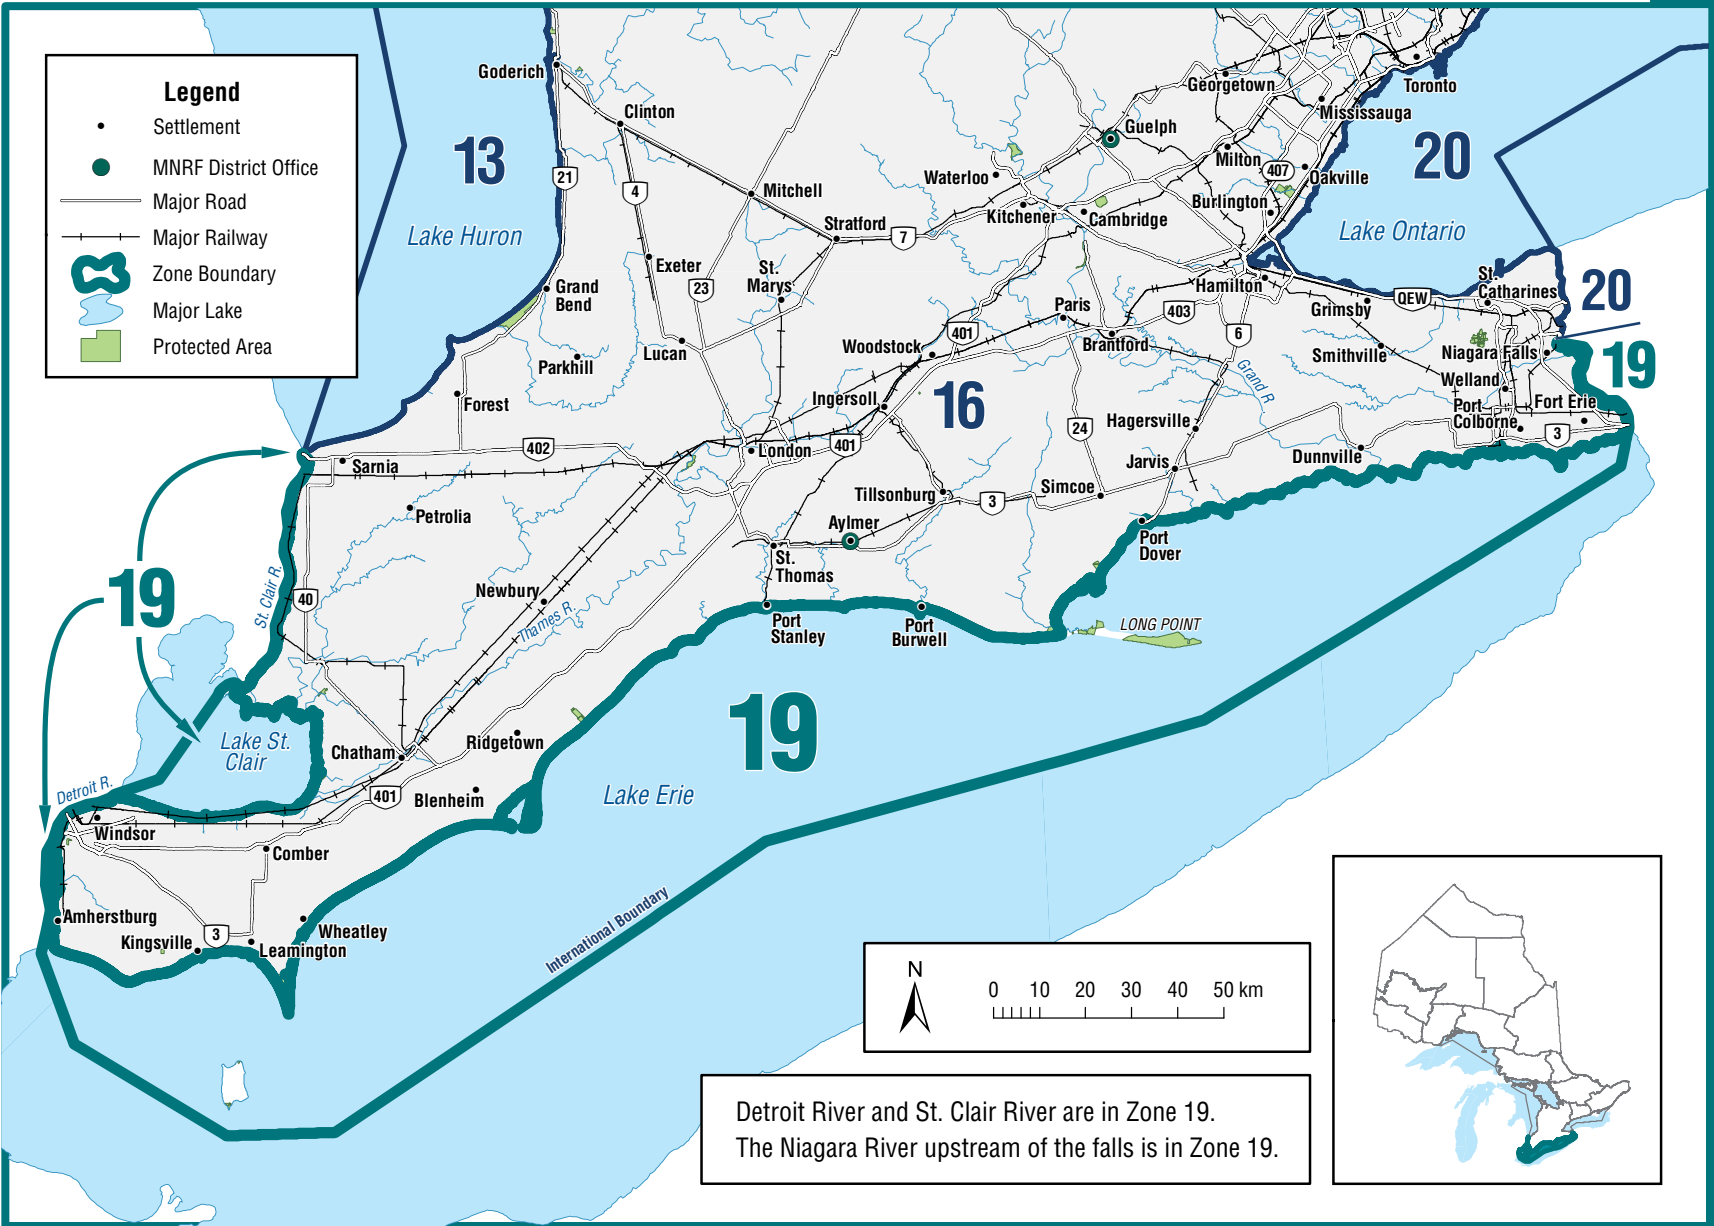 Legend
Settlement
MNRF District Office
Major Road
Major Railway
Zone Boundary
Major Lake
Protected Area
Goderich
Clinton
13
21
4
Lake Huron
Mitchell
Stratford
7
Exeter
St.
Marys
23
Grand
Bend
Lucan
Parkhill
Forest
Toronto
Georgetown
Mississauga
Guelph
Milton
407
Oakville
20
Waterloo
Burlington
Kitchener
Cambridge
Lake Ontario
Hamilton
St.
Catharines
QEW
20
Grimsby
Paris
403
6
401
Brantford
Woodstock
Smithville
Niagara Falls
19
Welland
Grand R.
Ingersoll
16
Port
Colborne
Fort Erie
3
Hagersville
24
402
London
401
Dunnville
Jarvis
Sarnia
Simcoe
Tillsonburg
3
Petrolia
Aylmer
Port
Dover
St.
Thomas
19
St. Clair R.
40
Newbury
Thames R.
Port
Stanley
Port
Burwell
LONG POINT
19
Lake St.
Clair
Chatham
Ridgetown
Detroit R.
401
Blenheim
Lake Erie
Windsor
Comber
Amherstburg
Kingsville
3
Leamington
Wheatley
International Boundary
N
0 10 20 30 40 50 km
Detroit River and St. Clair River are in Zone 19.
The Niagara River upstream of the falls is in Zone 19.